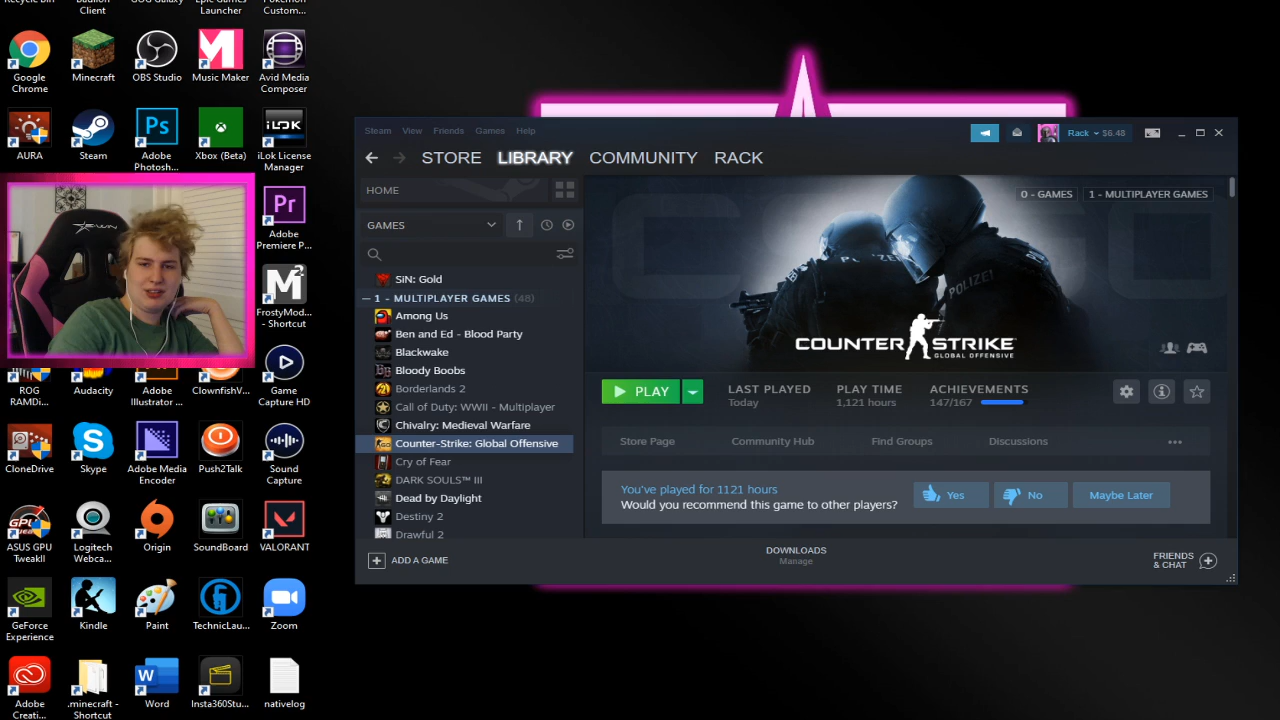 Recycle Bin
Badlion Client
GOG Galaxy
Epic Games Launcher
Pokemon Custom...
Google Chrome
Minecraft
OBS Studio
Music Maker
Avid Media Composer
AURA
Steam
Adobe Photosh...
Xbox (Beta)
iLok License Manager
Adobe Premiere P...
FrostyMod... - Shortcut
ROG RAMDi...
Audacity
Adobe Illustrator ...
ClownfishV...
Game Capture HD
CloneDrive
Skype
Adobe Media Encoder
Push2Talk
Sound Capture
ASUS GPU TweakII
Logitech Webca...
Origin
SoundBoard
VALORANT
GeForce Experience
Kindle
Paint
TechnicLau...
Zoom
Adobe Creati...
.minecraft - Shortcut
Word
Insta360Stu...
nativelog
Steam View Friends Games Help
Rack $6.48
STORE LIBRARY COMMUNITY RACK
HOME
GAMES
SiN: Gold
1 - MULTIPLAYER GAMES (48)
Among Us
Ben and Ed - Blood Party
Blackwake
Bloody Boobs
Borderlands 2
Call of Duty: WWII - Multiplayer
Chivalry: Medieval Warfare
Counter-Strike: Global Offensive
Cry of Fear
DARK SOULS™ III
Dead by Daylight
Destiny 2
Drawful 2
ADD A GAME
0 - GAMES 1 - MULTIPLAYER GAMES
POLIZEI
COUNTER STRIKE
GLOBAL OFFENSIVE
PLAY
LAST PLAYED
Today
PLAY TIME
1,121 hours
ACHIEVEMENTS
147/167
Store Page Community Hub Find Groups Discussions ...
You've played for 1121 hours
Would you recommend this game to other players?
Yes No Maybe Later
DOWNLOADS
Manage
FRIENDS
& CHAT